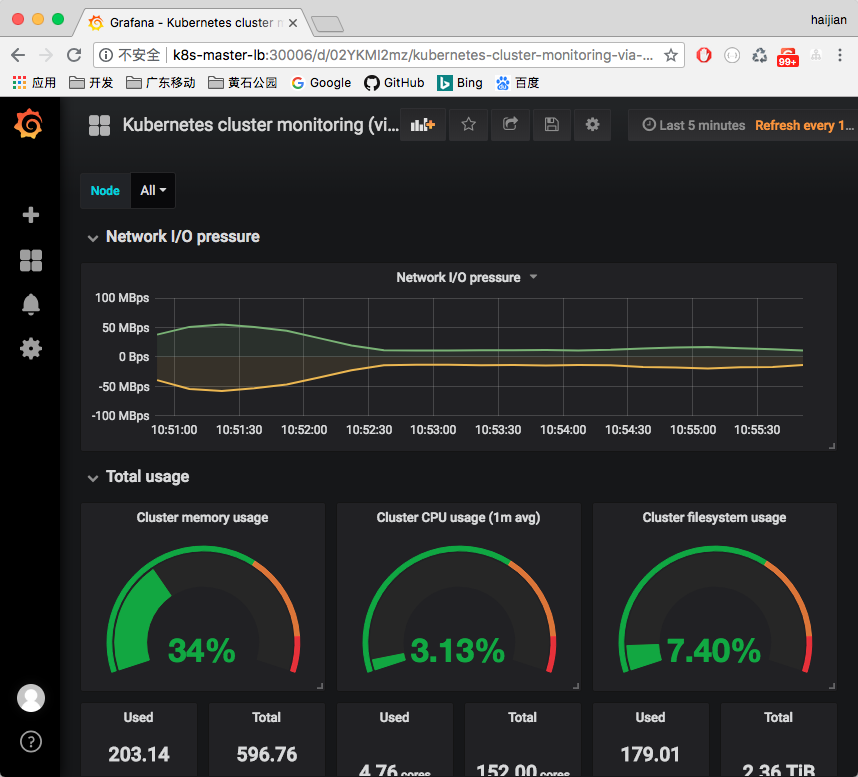 Grafana - Kubernetes cluster m
haijian
不安全 k8s-master-lb:30006/d/02YKMl2mz/kubernetes-cluster-monitoring-via-...
99+
应用 开发 广东移动 黄石公园 Google GitHub Bing 百度
Kubernetes cluster monitoring (vi... Last 5 minutes Refresh every 1...
Node All
Network I/O pressure
Network I/O pressure
100 MBps
50 MBps
0 Bps
-50 MBps
-100 MBps
10:51:00 10:51:30 10:52:00 10:52:30 10:53:00 10:53:30 10:54:00 10:54:30 10:55:00 10:55:30
Total usage
Cluster memory usage Cluster CPU usage (1m avg) Cluster filesystem usage
34% 3.13% 7.40%
Used Total Used Total Used Total
203.14 596.76 4.76 cores 152.00 cores 179.01 2.36 TiB